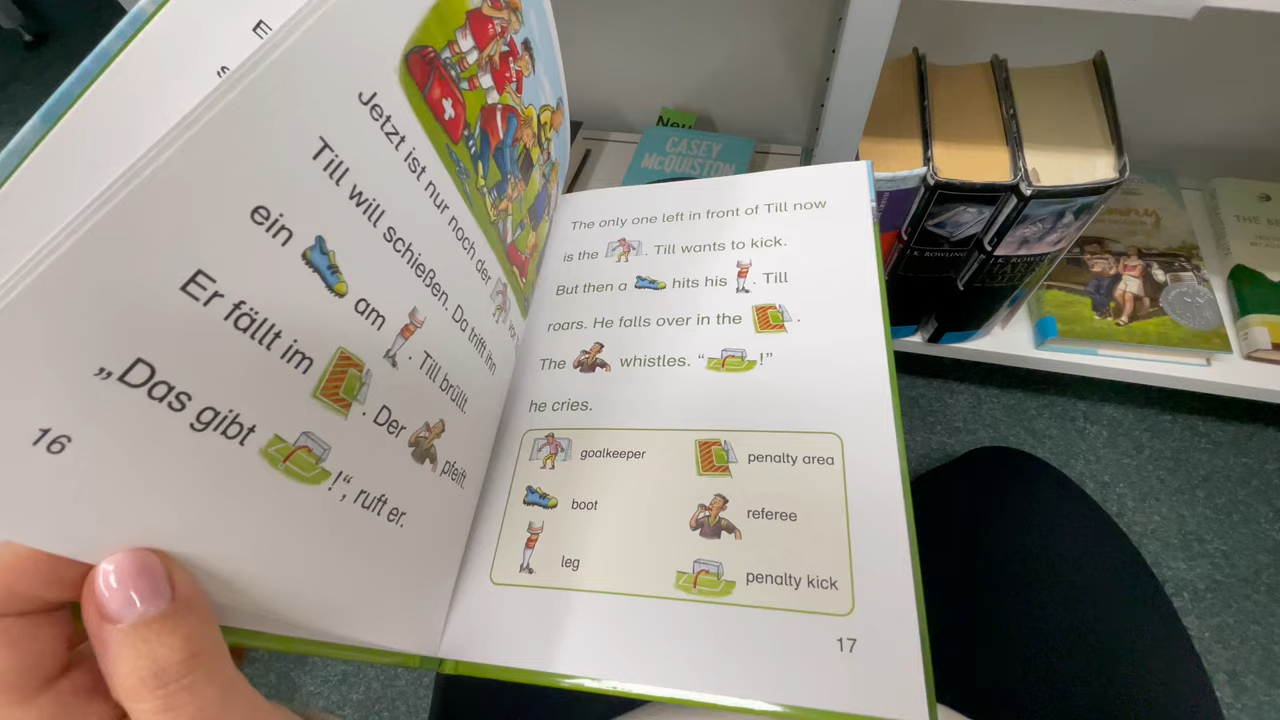 E
s
Jetzt ist nur noch der vor
Till will schießen. Da trifft ihn
ein am . Till brüllt.
Er fällt im . Der pfeift.
„Das gibt !“, ruft er.
16
The only one left in front of Till now
is the . Till wants to kick.
But then a hits his . Till
roars. He falls over in the .
The whistles. “ !”
he cries.
goalkeeper
boot
leg
penalty area
referee
penalty kick
17
Neu
CASEY
McQUISTON
J.K. ROWLING
THE